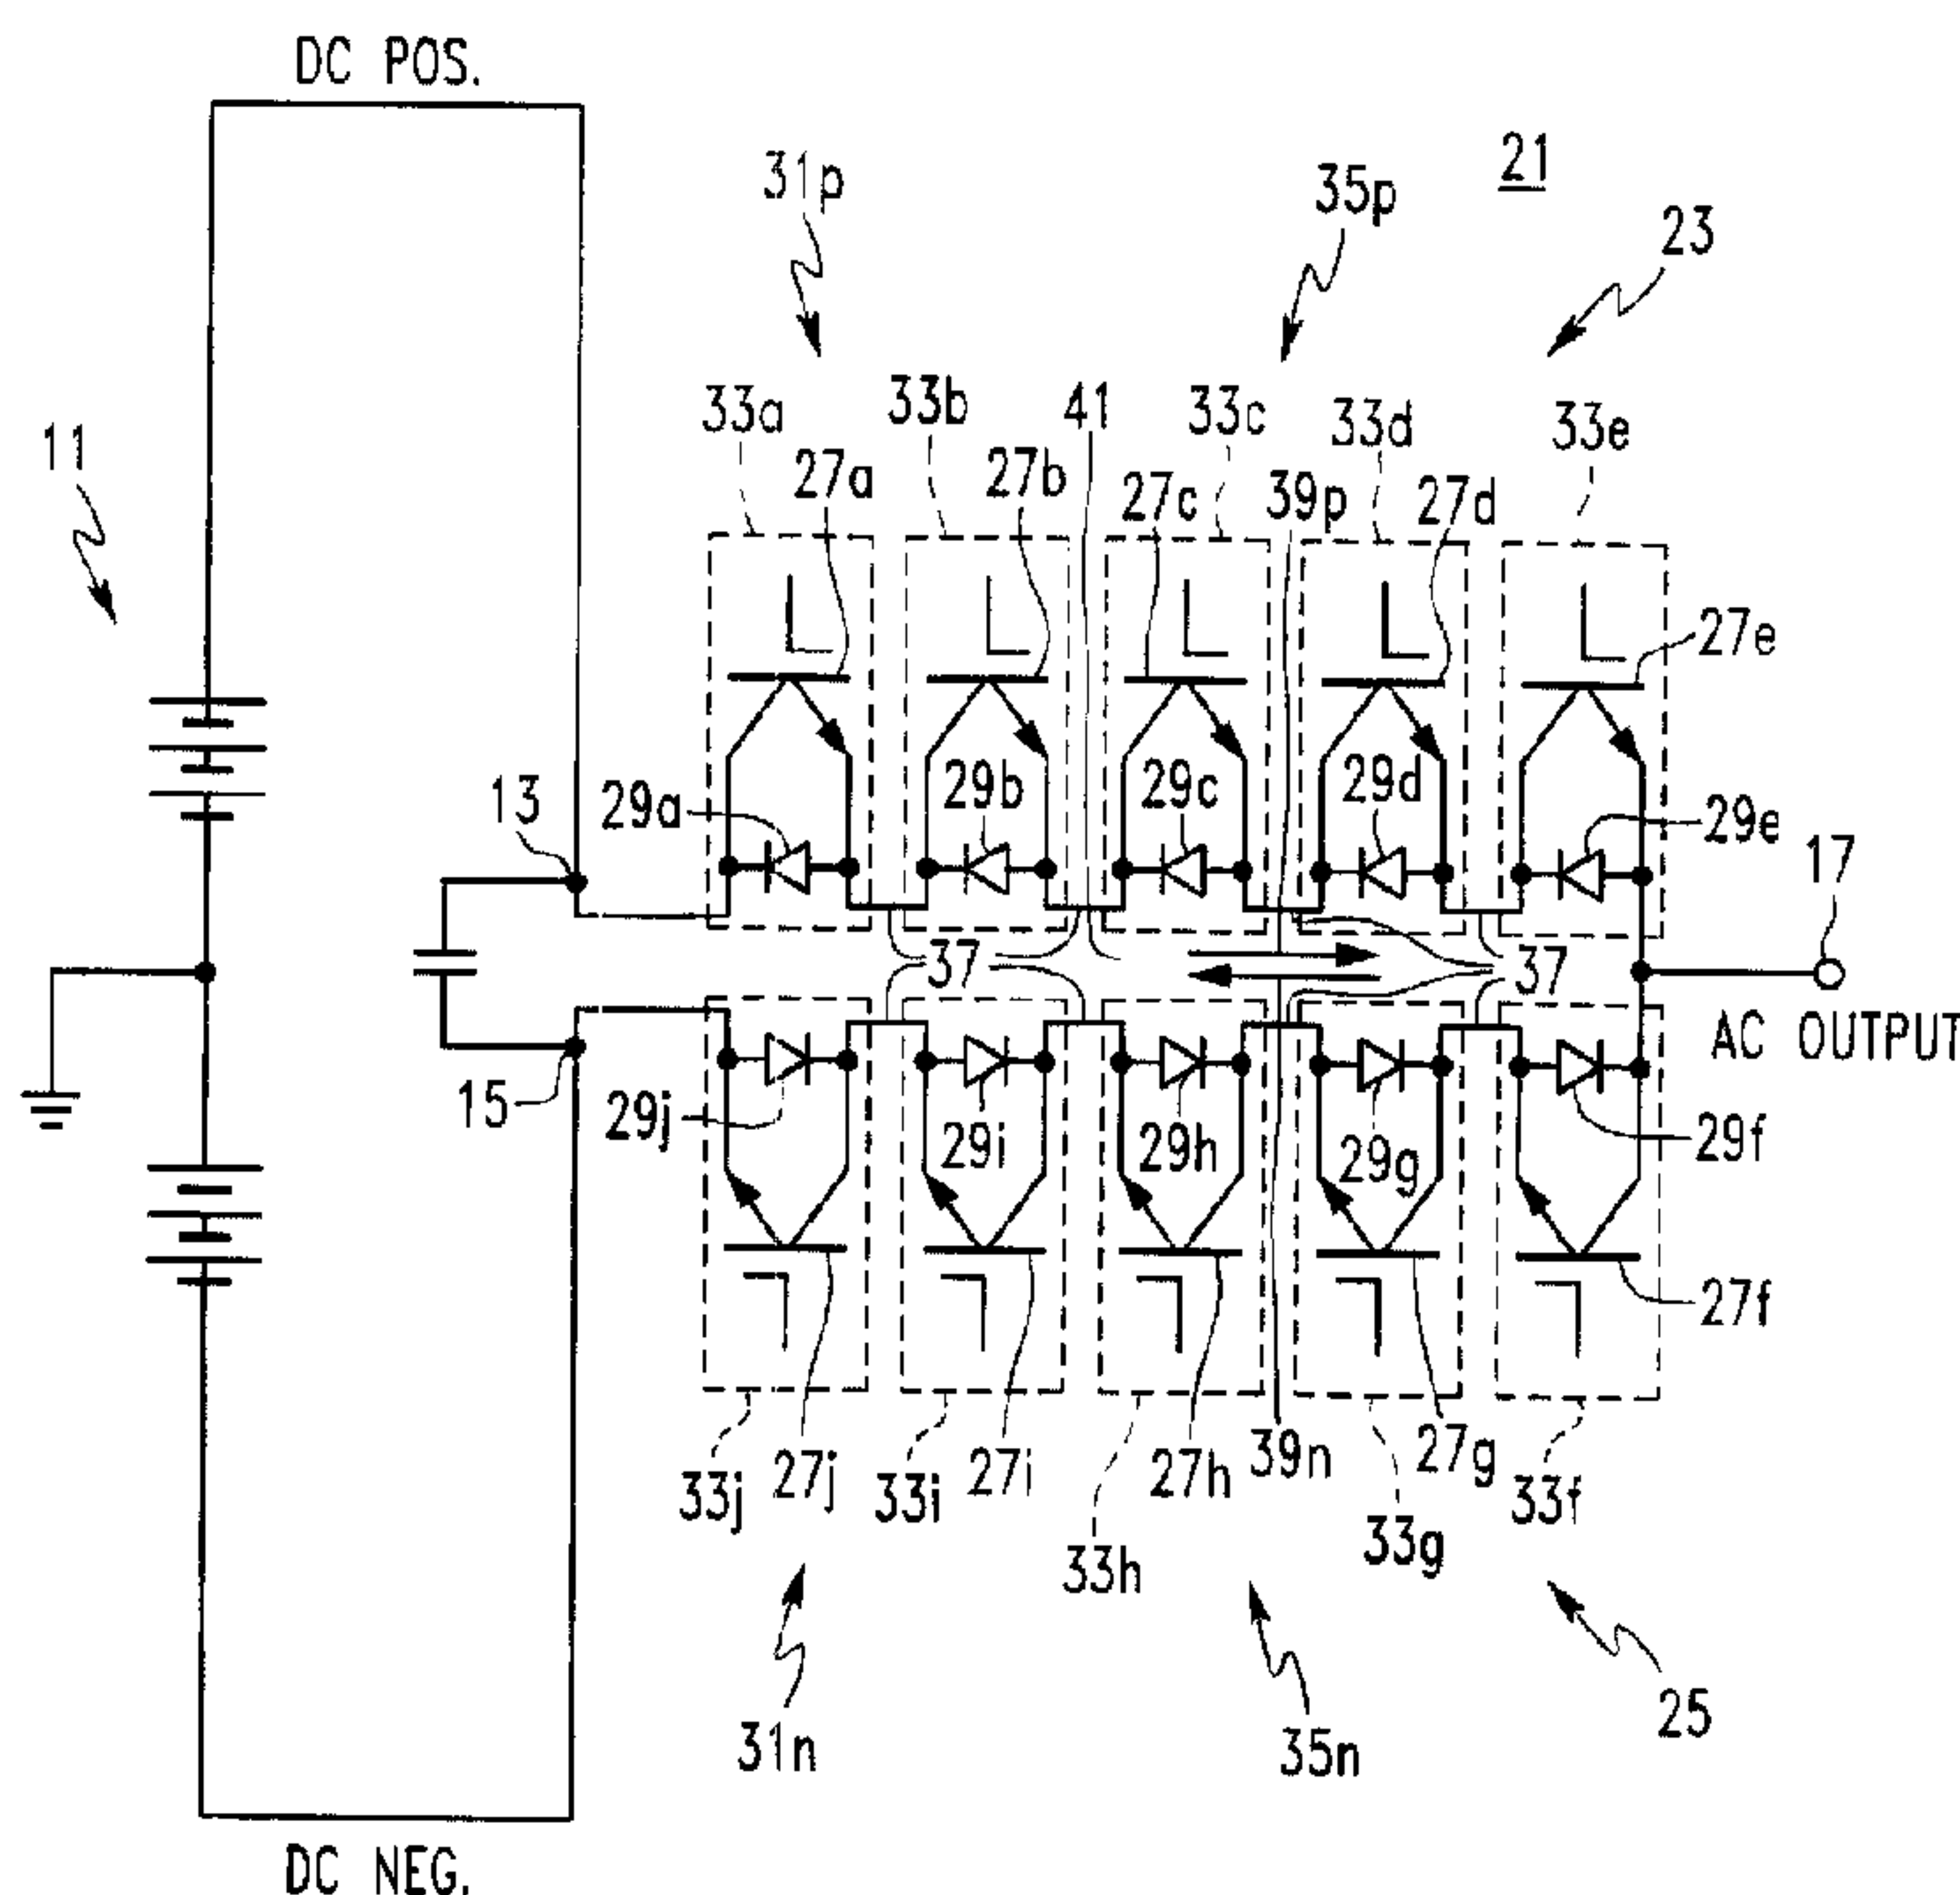 DC POS.
31p
35p
21
23
11
33a
33b
41
33c
33d
33e
27a
27b
27c
39p
27d
27e
13
29a
29b
29c
29d
29e
17
37
37
AC OUTPUT
15
29j
29i
29h
29g
29f
27f
33j
27j
33i
27i
33h
27h
39n
33g
27g
33f
31n
35n
25
DC NEG.